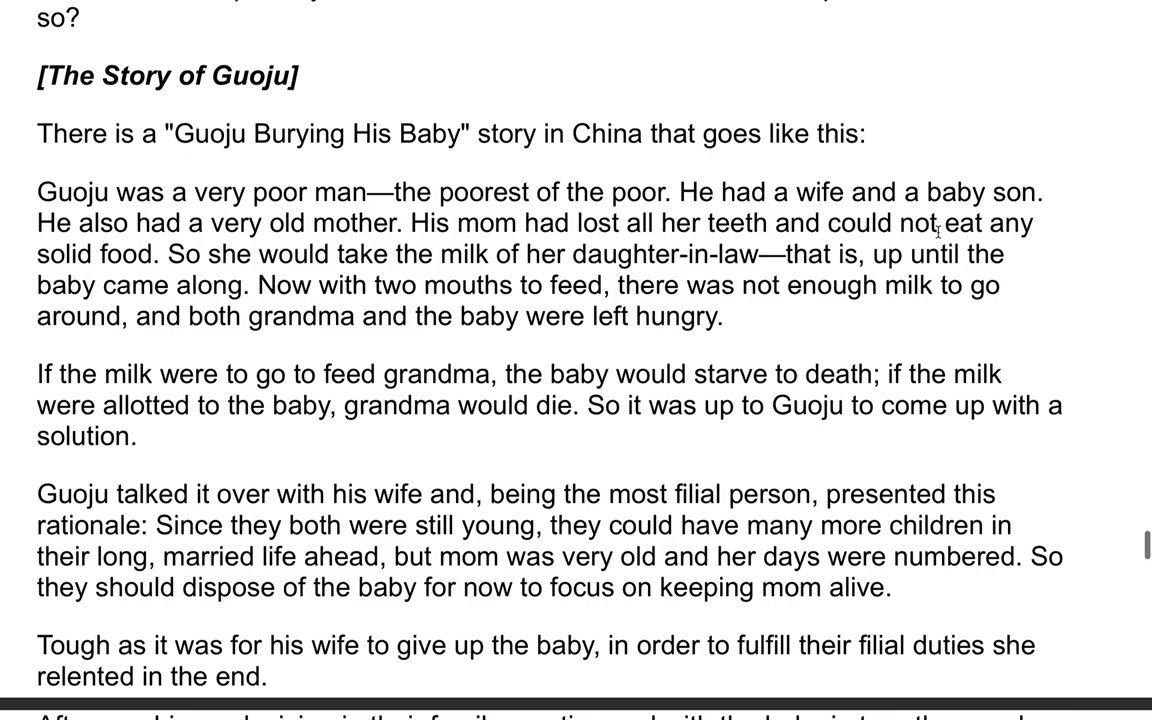 so?
[The Story of Guoju]
There is a "Guoju Burying His Baby" story in China that goes like this:
Guoju was a very poor man—the poorest of the poor. He had a wife and a baby son.
He also had a very old mother. His mom had lost all her teeth and could not eat any
solid food. So she would take the milk of her daughter-in-law—that is, up until the
baby came along. Now with two mouths to feed, there was not enough milk to go
around, and both grandma and the baby were left hungry.
If the milk were to go to feed grandma, the baby would starve to death; if the milk
were allotted to the baby, grandma would die. So it was up to Guoju to come up with a
solution.
Guoju talked it over with his wife and, being the most filial person, presented this
rationale: Since they both were still young, they could have many more children in
their long, married life ahead, but mom was very old and her days were numbered. So
they should dispose of the baby for now to focus on keeping mom alive.
Tough as it was for his wife to give up the baby, in order to fulfill their filial duties she
relented in the end.